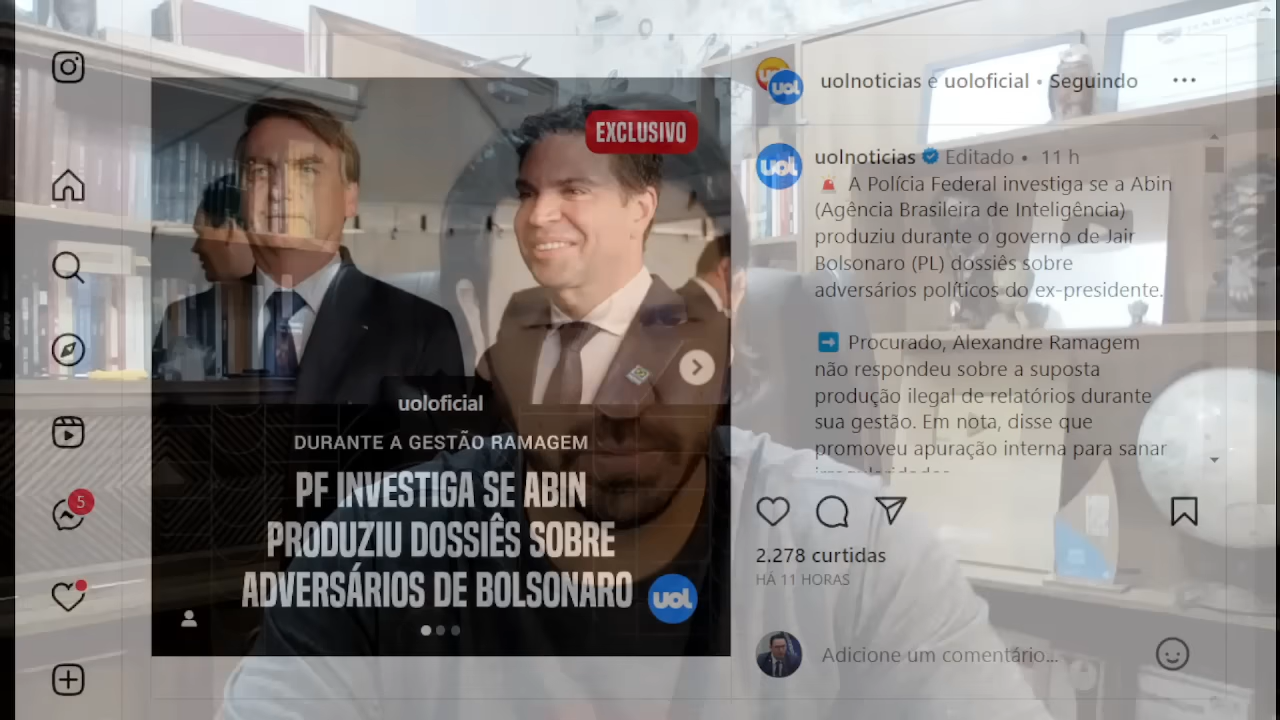 EXCLUSIVO
uoloficial
DURANTE A GESTÃO RAMAGEM
PF INVESTIGA SE ABIN
PRODUZIU DOSSIÊS SOBRE
ADVERSÁRIOS DE BOLSONARO
uol
5
uol
uolnoticias e uoloficial • Seguindo
uol
uolnoticias Editado • 11 h
A Polícia Federal investiga se a Abin
(Agência Brasileira de Inteligência)
produziu durante o governo de Jair
Bolsonaro (PL) dossiês sobre
adversários políticos do ex-presidente.
Procurado, Alexandre Ramagem
não respondeu sobre a suposta
produção ilegal de relatórios durante
sua gestão. Em nota, disse que
promoveu apuração interna para sanar
2.278 curtidas
HÁ 11 HORAS
Adicione um comentário...